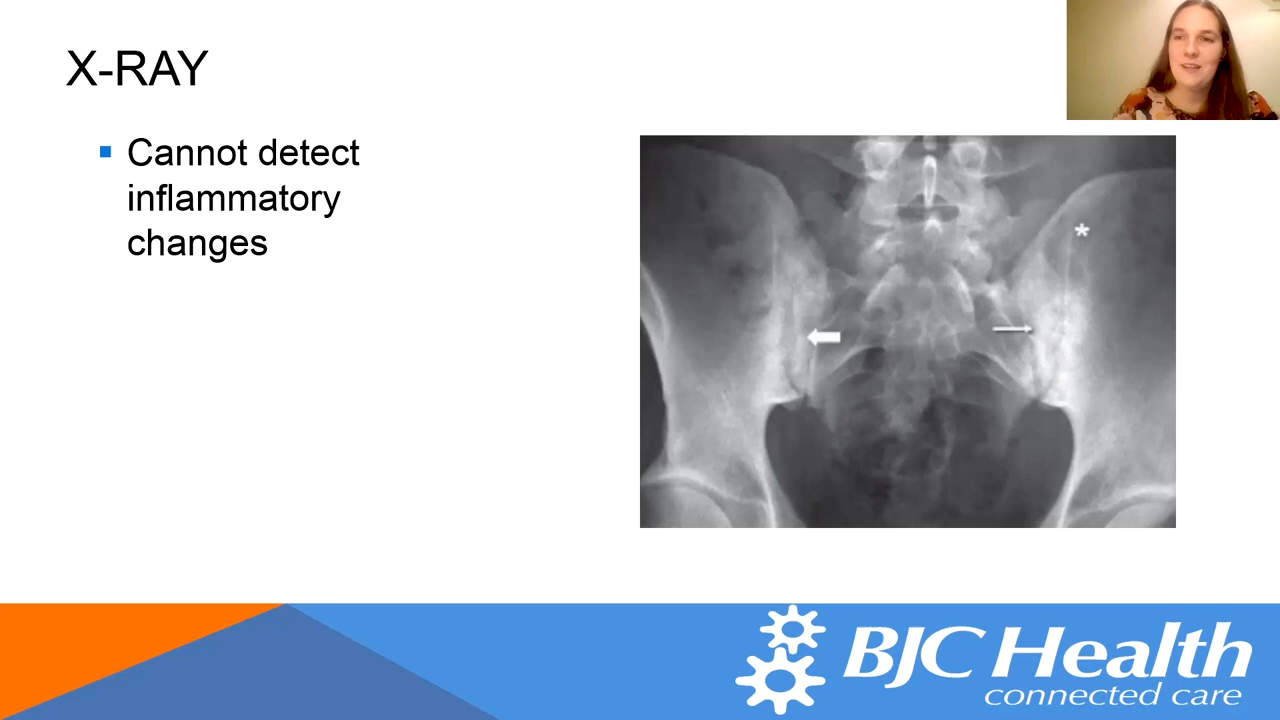 X-RAY
Cannot detect
inflammatory
changes
*
BJC Health
connected care